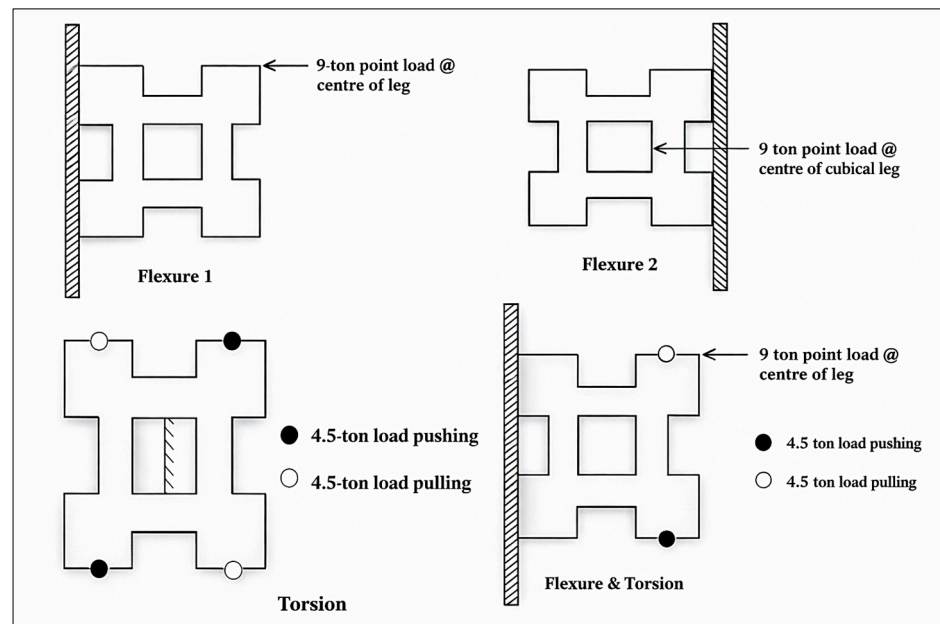 9-ton point load @
centre of leg
Flexure 1
9 ton point load @
centre of cubical leg
Flexure 2
4.5-ton load pushing
4.5-ton load pulling
Torsion
9 ton point load @
centre of leg
4.5 ton load pushing
4.5 ton load pulling
Flexure & Torsion